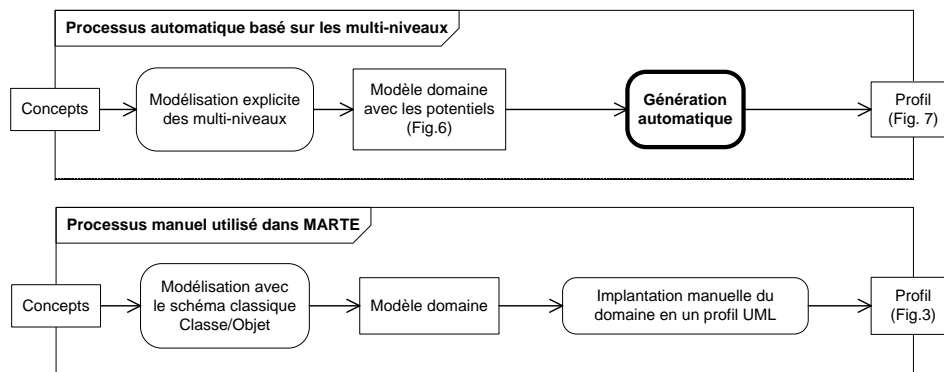 Processus automatique basé sur les multi-niveaux
Concepts
Modélisation explicite
des multi-niveaux
Modèle domaine
avec les potentiels
(Fig.6)
Génération
automatique
Profil
(Fig. 7)
Processus manuel utilisé dans MARTE
Concepts
Modélisation avec
le schéma classique
Classe/Objet
Modèle domaine
Implantation manuelle du
domaine en un profil UML
Profil
(Fig.3)